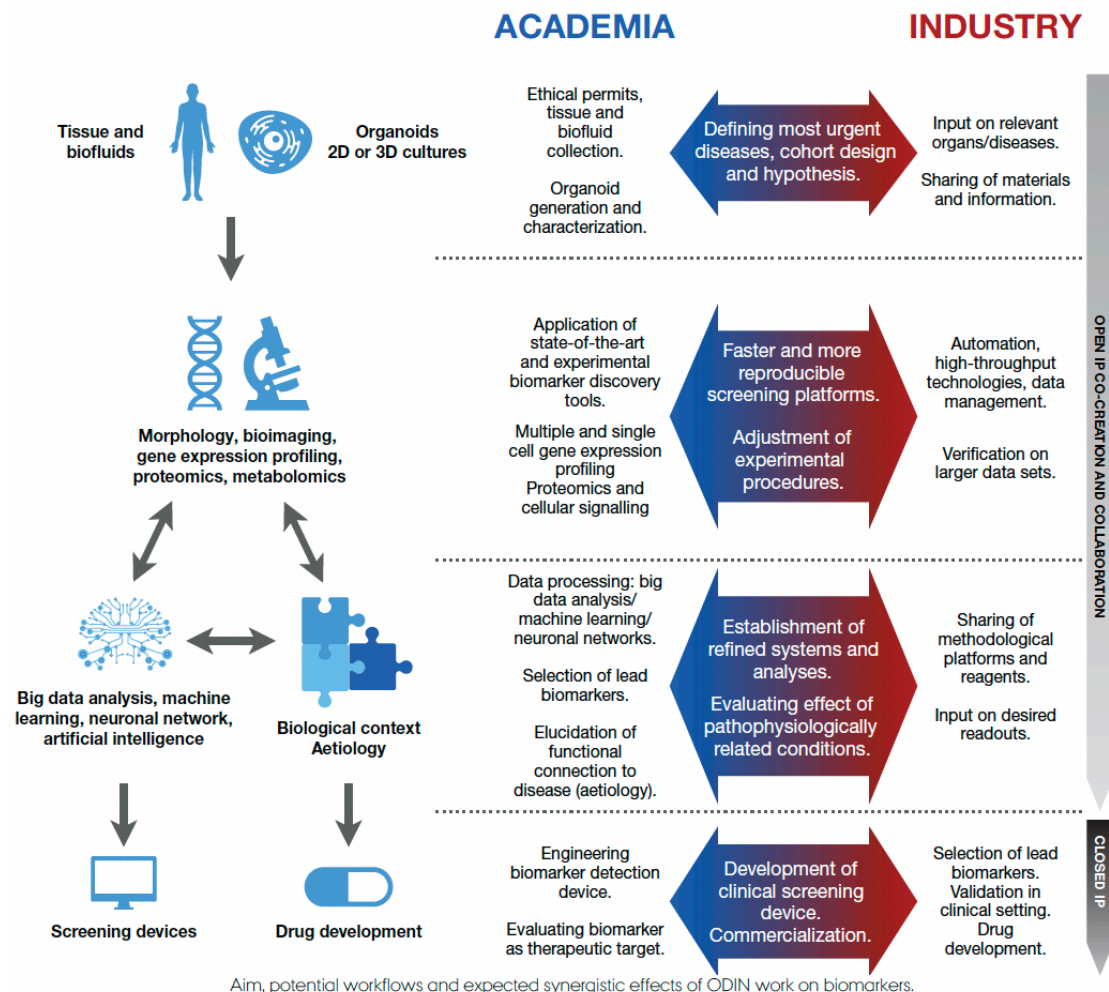 ACADEMIA
INDUSTRY
Tissue and
biofluids
Organoids
2D or 3D cultures
Ethical permits,
tissue and
biofluid
collection.
Organoid
generation and
characterization.
Defining most urgent
diseases, cohort design
and hypothesis.
Input on relevant
organs/diseases.
Sharing of materials
and information.
Morphology, bioimaging,
gene expression profiling,
proteomics, metabolomics
Application of
state-of-the-art
and experimental
biomarker discovery
tools.
Multiple and single
cell gene expression
profiling
Proteomics and
cellular signalling
Faster and more
reproducible
screening platforms.
Adjustment of
experimental
procedures.
Automation,
high-throughput
technologies, data
management.
Verification on
larger data sets.
Big data analysis, machine
learning, neuronal network,
artificial intelligence
Biological context
Aetiology
Data processing: big
data analysis/
machine learning/
neuronal networks.
Selection of lead
biomarkers.
Elucidation of
functional
connection to
disease (aetiology).
Establishment of
refined systems and
analyses.
Evaluating effect of
pathophysiologically
related conditions.
Sharing of
methodological
platforms and
reagents.
Input on desired
readouts.
OPEN IP CO-CREATION AND COLLABORATION
Screening devices
Drug development
Engineering
biomarker detection
device.
Evaluating biomarker
as therapeutic target.
Development of
clinical screening
device.
Commercialization.
Selection of lead
biomarkers.
Validation in
clinical setting.
Drug
development.
CLOSED IP
Aim, potential workflows and expected synergistic effects of ODIN work on biomarkers.